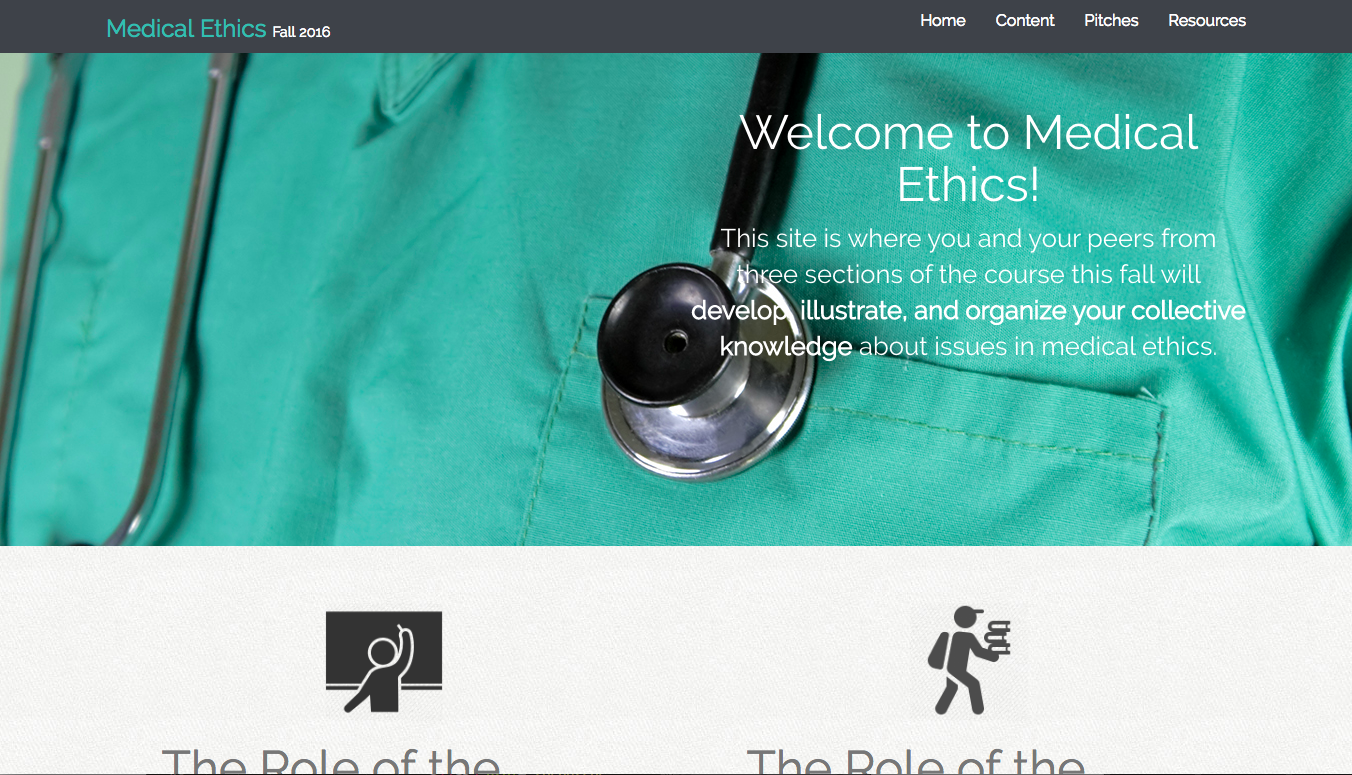 Medical Ethics Fall 2016
Home Content Pitches Resources
Welcome to Medical
Ethics!
This site is where you and your peers from
three sections of the course this fall will
develop, illustrate, and organize your collective
knowledge about issues in medical ethics.
The Role of the
The Role of the